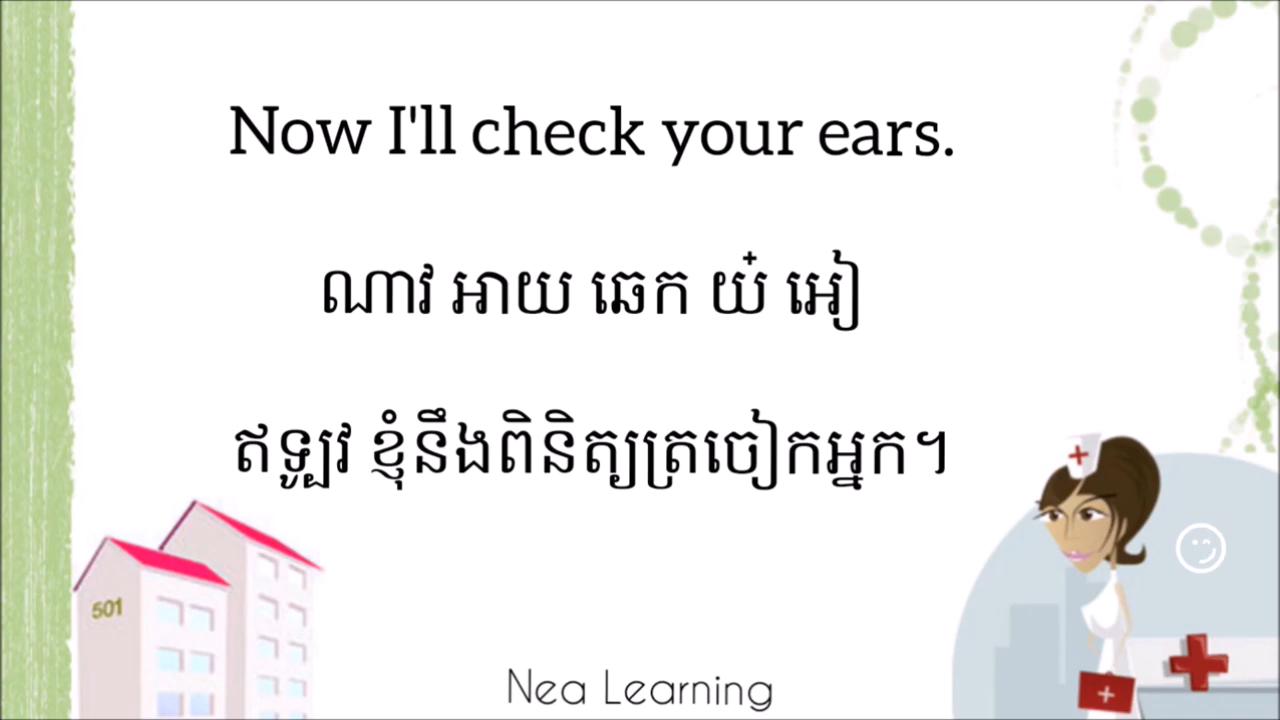 Now I'll check your ears.
ណាវ អាយ ឆេក យ៉ អៀ
ឥឡូវ ខ្ញុំនឹងពិនិត្យត្រចៀកអ្នក។
501
Nea Learning